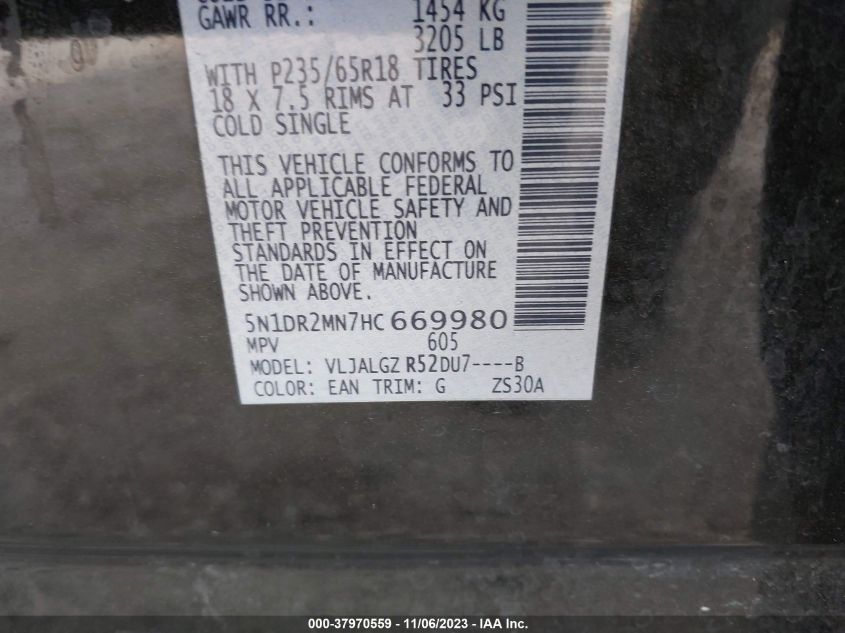 GAWR RR.: 1454 KG
3205 LB
WITH P235/65R18 TIRES
18 X 7.5 RIMS AT 33 PSI
COLD SINGLE
THIS VEHICLE CONFORMS TO
ALL APPLICABLE FEDERAL
MOTOR VEHICLE SAFETY AND
THEFT PREVENTION
STANDARDS IN EFFECT ON
THE DATE OF MANUFACTURE
SHOWN ABOVE.
5N1DR2MN7HC669980
MPV 605
MODEL: VLJALGZ R52DU7----B
COLOR: EAN TRIM: G ZS30A
000-37970559 - 11/06/2023 - IAA Inc.